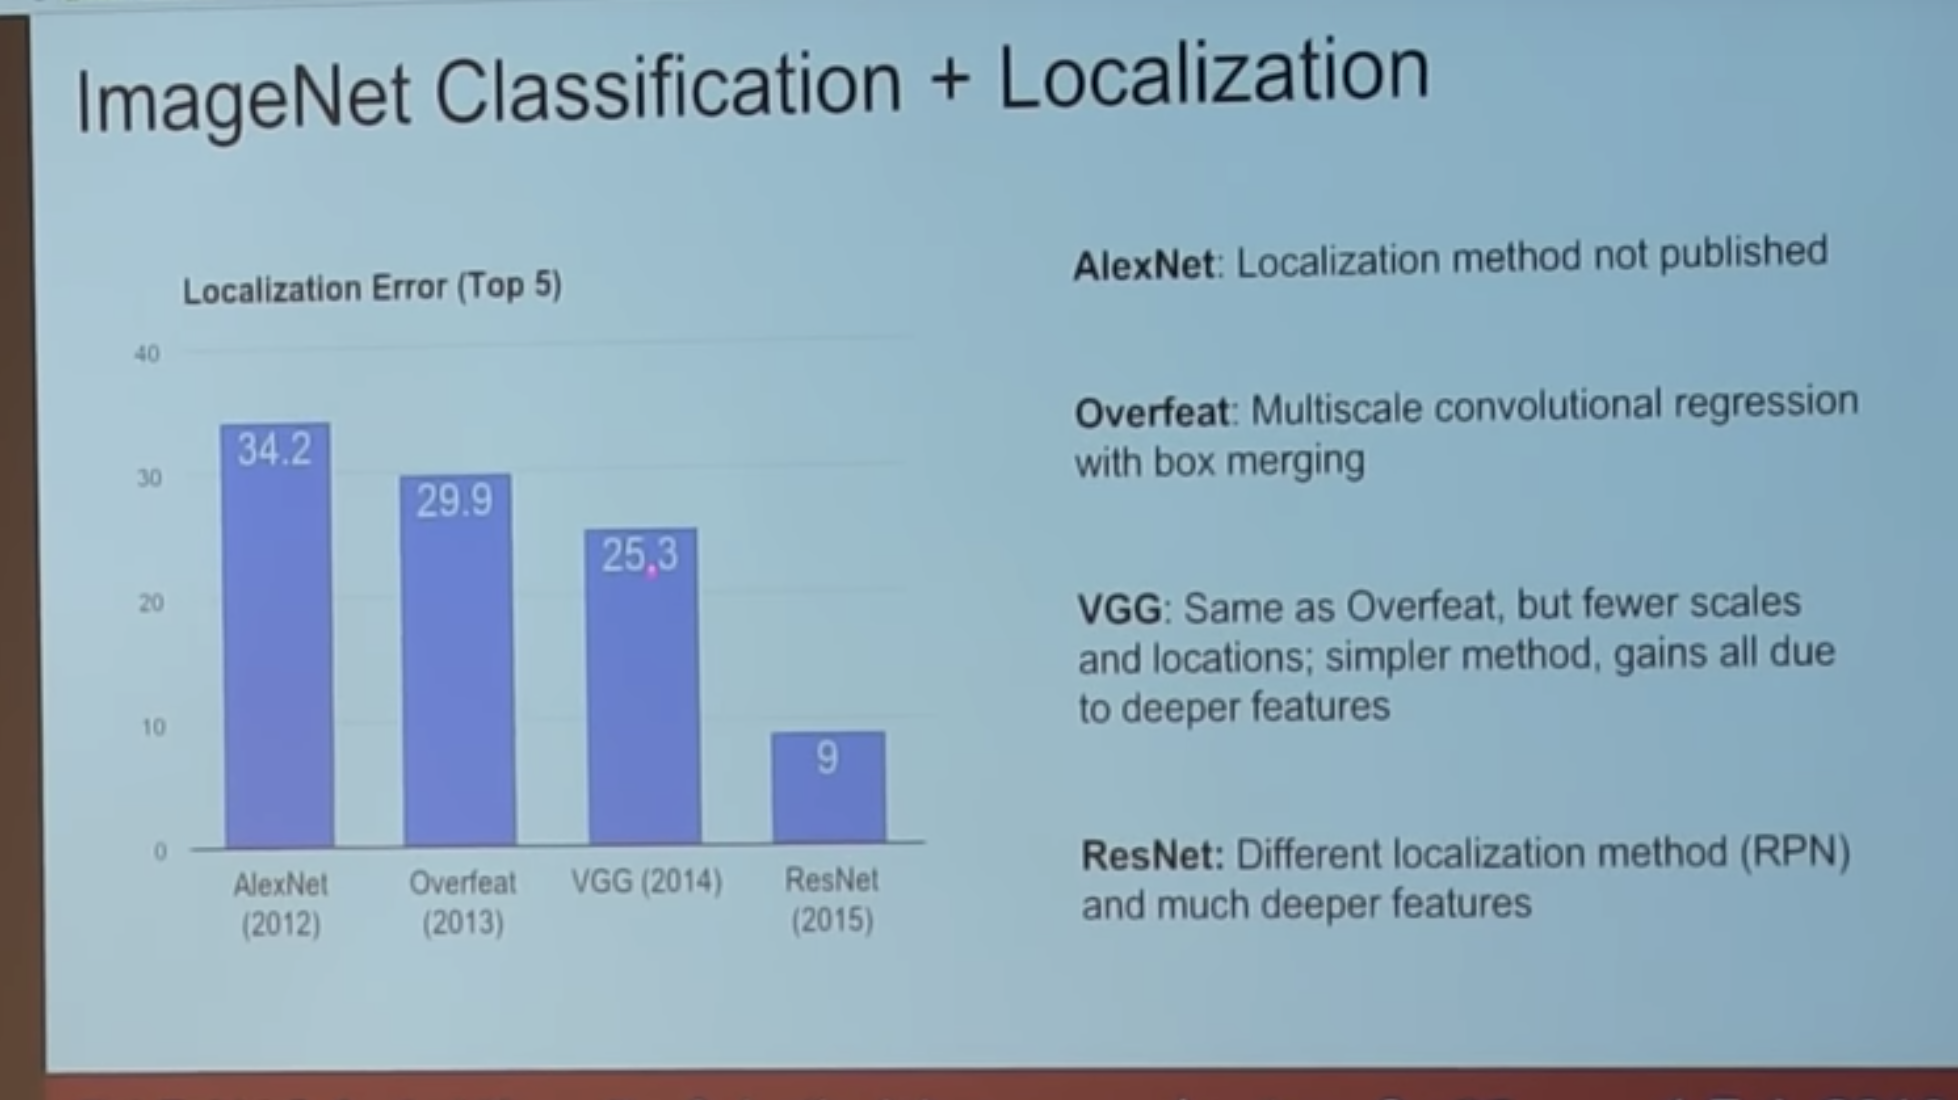 ImageNet Classification + Localization
Localization Error (Top 5)
40
30
20
10
0
34.2
29.9
25.3
9
AlexNet
(2012)
Overfeat
(2013)
VGG (2014)
ResNet
(2015)
AlexNet: Localization method not published
Overfeat: Multiscale convolutional regression
with box merging
VGG: Same as Overfeat, but fewer scales
and locations; simpler method, gains all due
to deeper features
ResNet: Different localization method (RPN)
and much deeper features